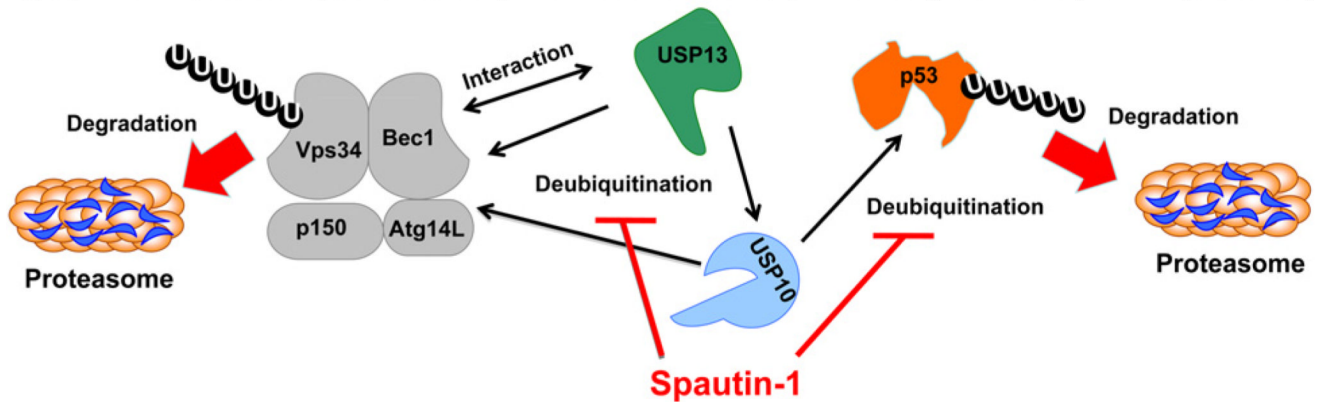 UUUUUU
Degradation
Vps34
Bec1
p150
Atg14L
Proteasome
Interaction
USP13
Deubiquitination
USP10
p53
UUUUU
Degradation
Deubiquitination
Proteasome
Spautin-1